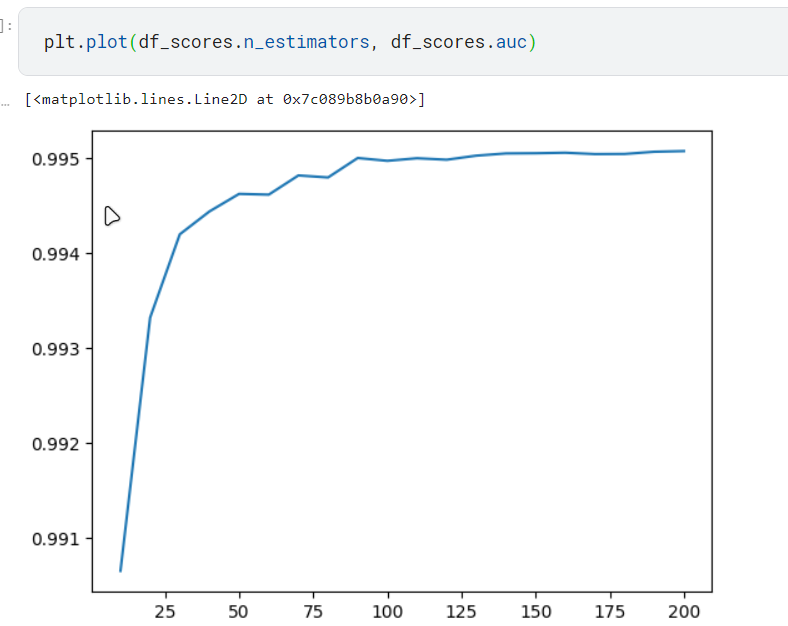 ]:
plt.plot(df_scores.n_estimators, df_scores.auc)
… [<matplotlib.lines.Line2D at 0x7c089b8b0a90>]
0.995
0.994
0.993
0.992
0.991
25 50 75 100 125 150 175 200